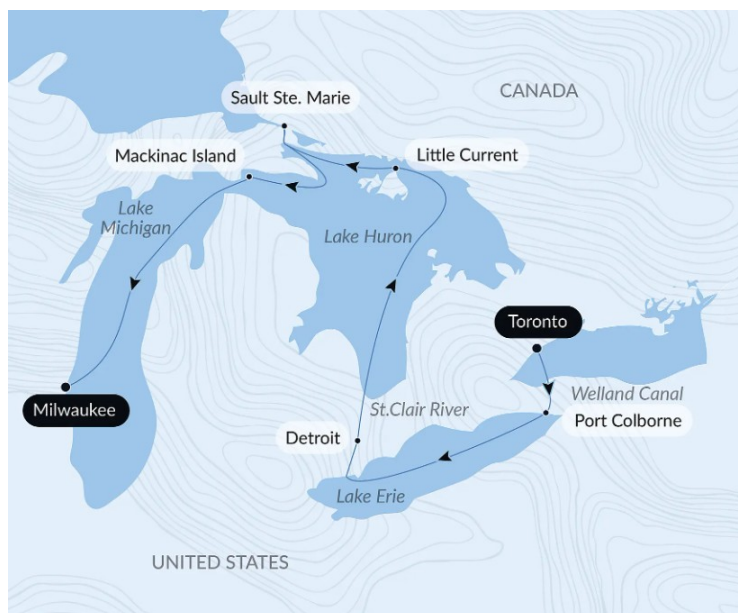 CANADA
Sault Ste. Marie
Little Current
Mackinac Island
Lake
Michigan
Lake Huron
Toronto
Milwaukee
St.Clair River
Welland Canal
Port Colborne
Detroit
Lake Erie
UNITED STATES